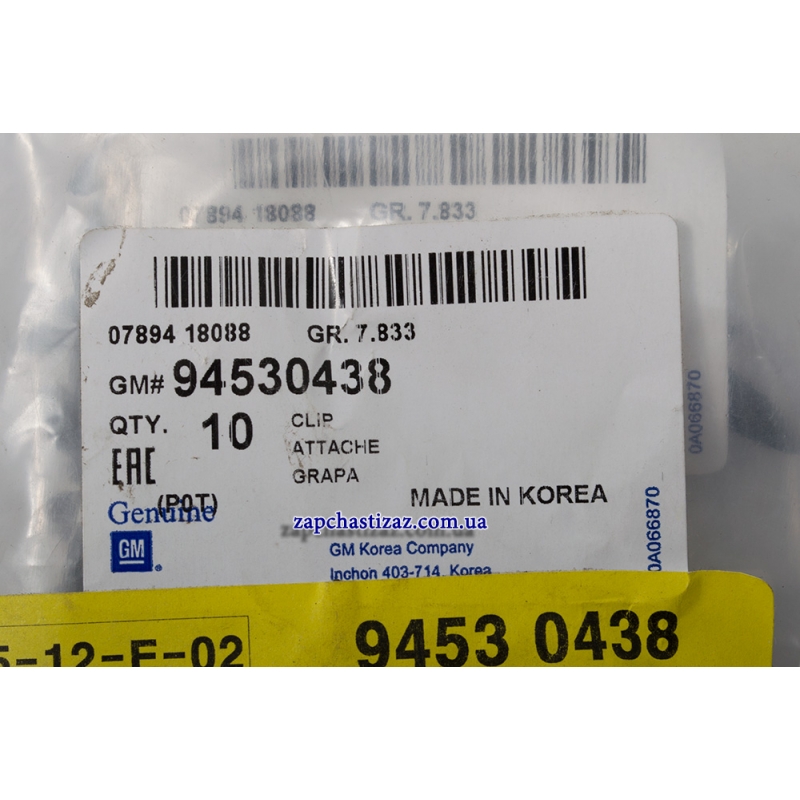 07894 18088 GR. 7.833
07894 18088 GR. 7.833
GM# 94530438
QTY. 10 CLIP
ATTACHE
EAC GRAPA
(P0T) MADE IN KOREA
Genuine
zapchastizaz.com.ua
GM
GM Korea Company
Inchon 403-714, Korea
0A066870
0A066870
5-12-E-02
9453 0438